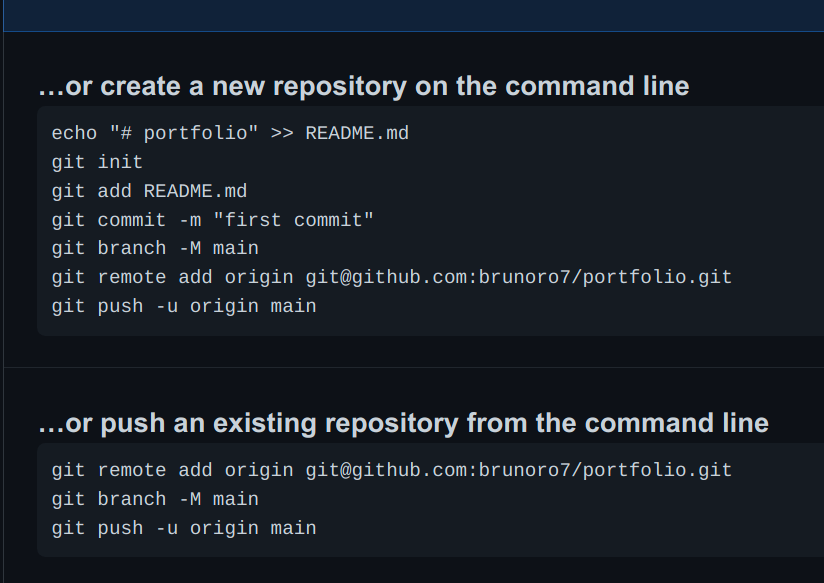 ...or create a new repository on the command line
echo "# portfolio" >> README.md
git init
git add README.md
git commit -m "first commit"
git branch -M main
git remote add origin git@github.com:brunoro7/portfolio.git
git push -u origin main
...or push an existing repository from the command line
git remote add origin git@github.com:brunoro7/portfolio.git
git branch -M main
git push -u origin main